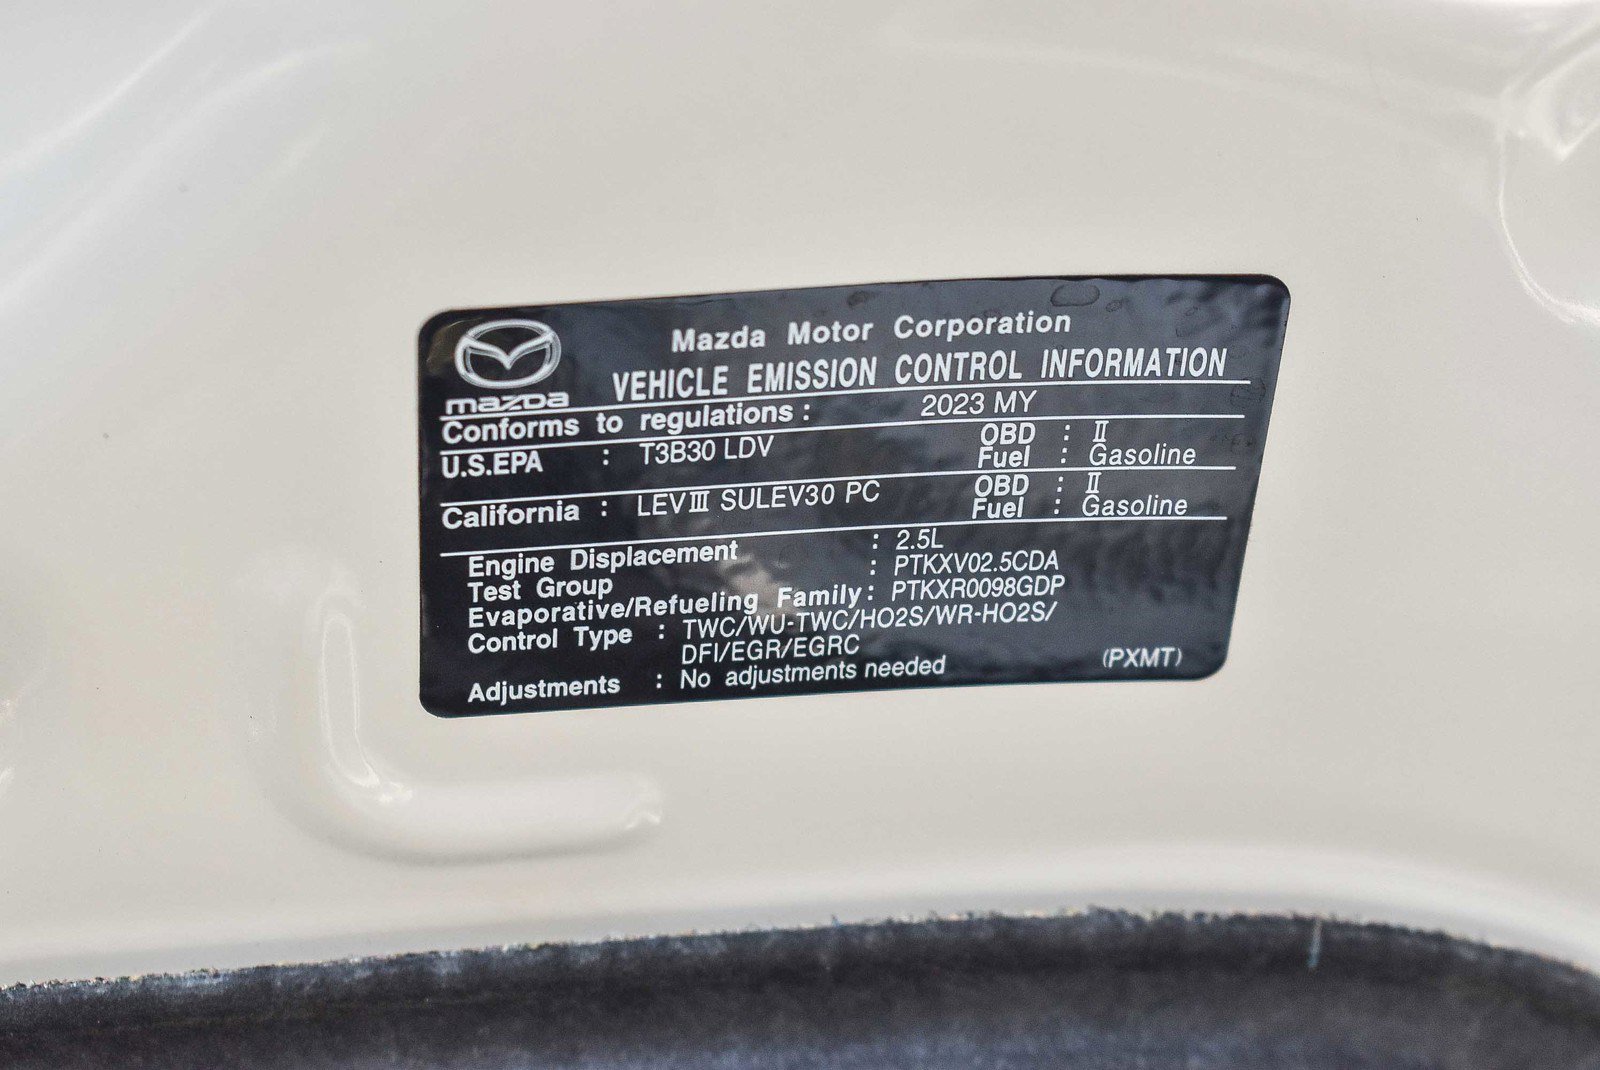 mazda
Mazda Motor Corporation
VEHICLE EMISSION CONTROL INFORMATION
Conforms to regulations : 2023 MY
U.S.EPA : T3B30 LDV OBD : II
Fuel : Gasoline
California : LEVIII SULEV30 PC OBD : II
Fuel : Gasoline
Engine Displacement : 2.5L
Test Group : PTKXV02.5CDA
Evaporative/Refueling Family : PTKXR0098GDP
Control Type : TWC/WU-TWC/HO2S/WR-HO2S/
DFI/EGR/EGRC
Adjustments : No adjustments needed (PXMT)